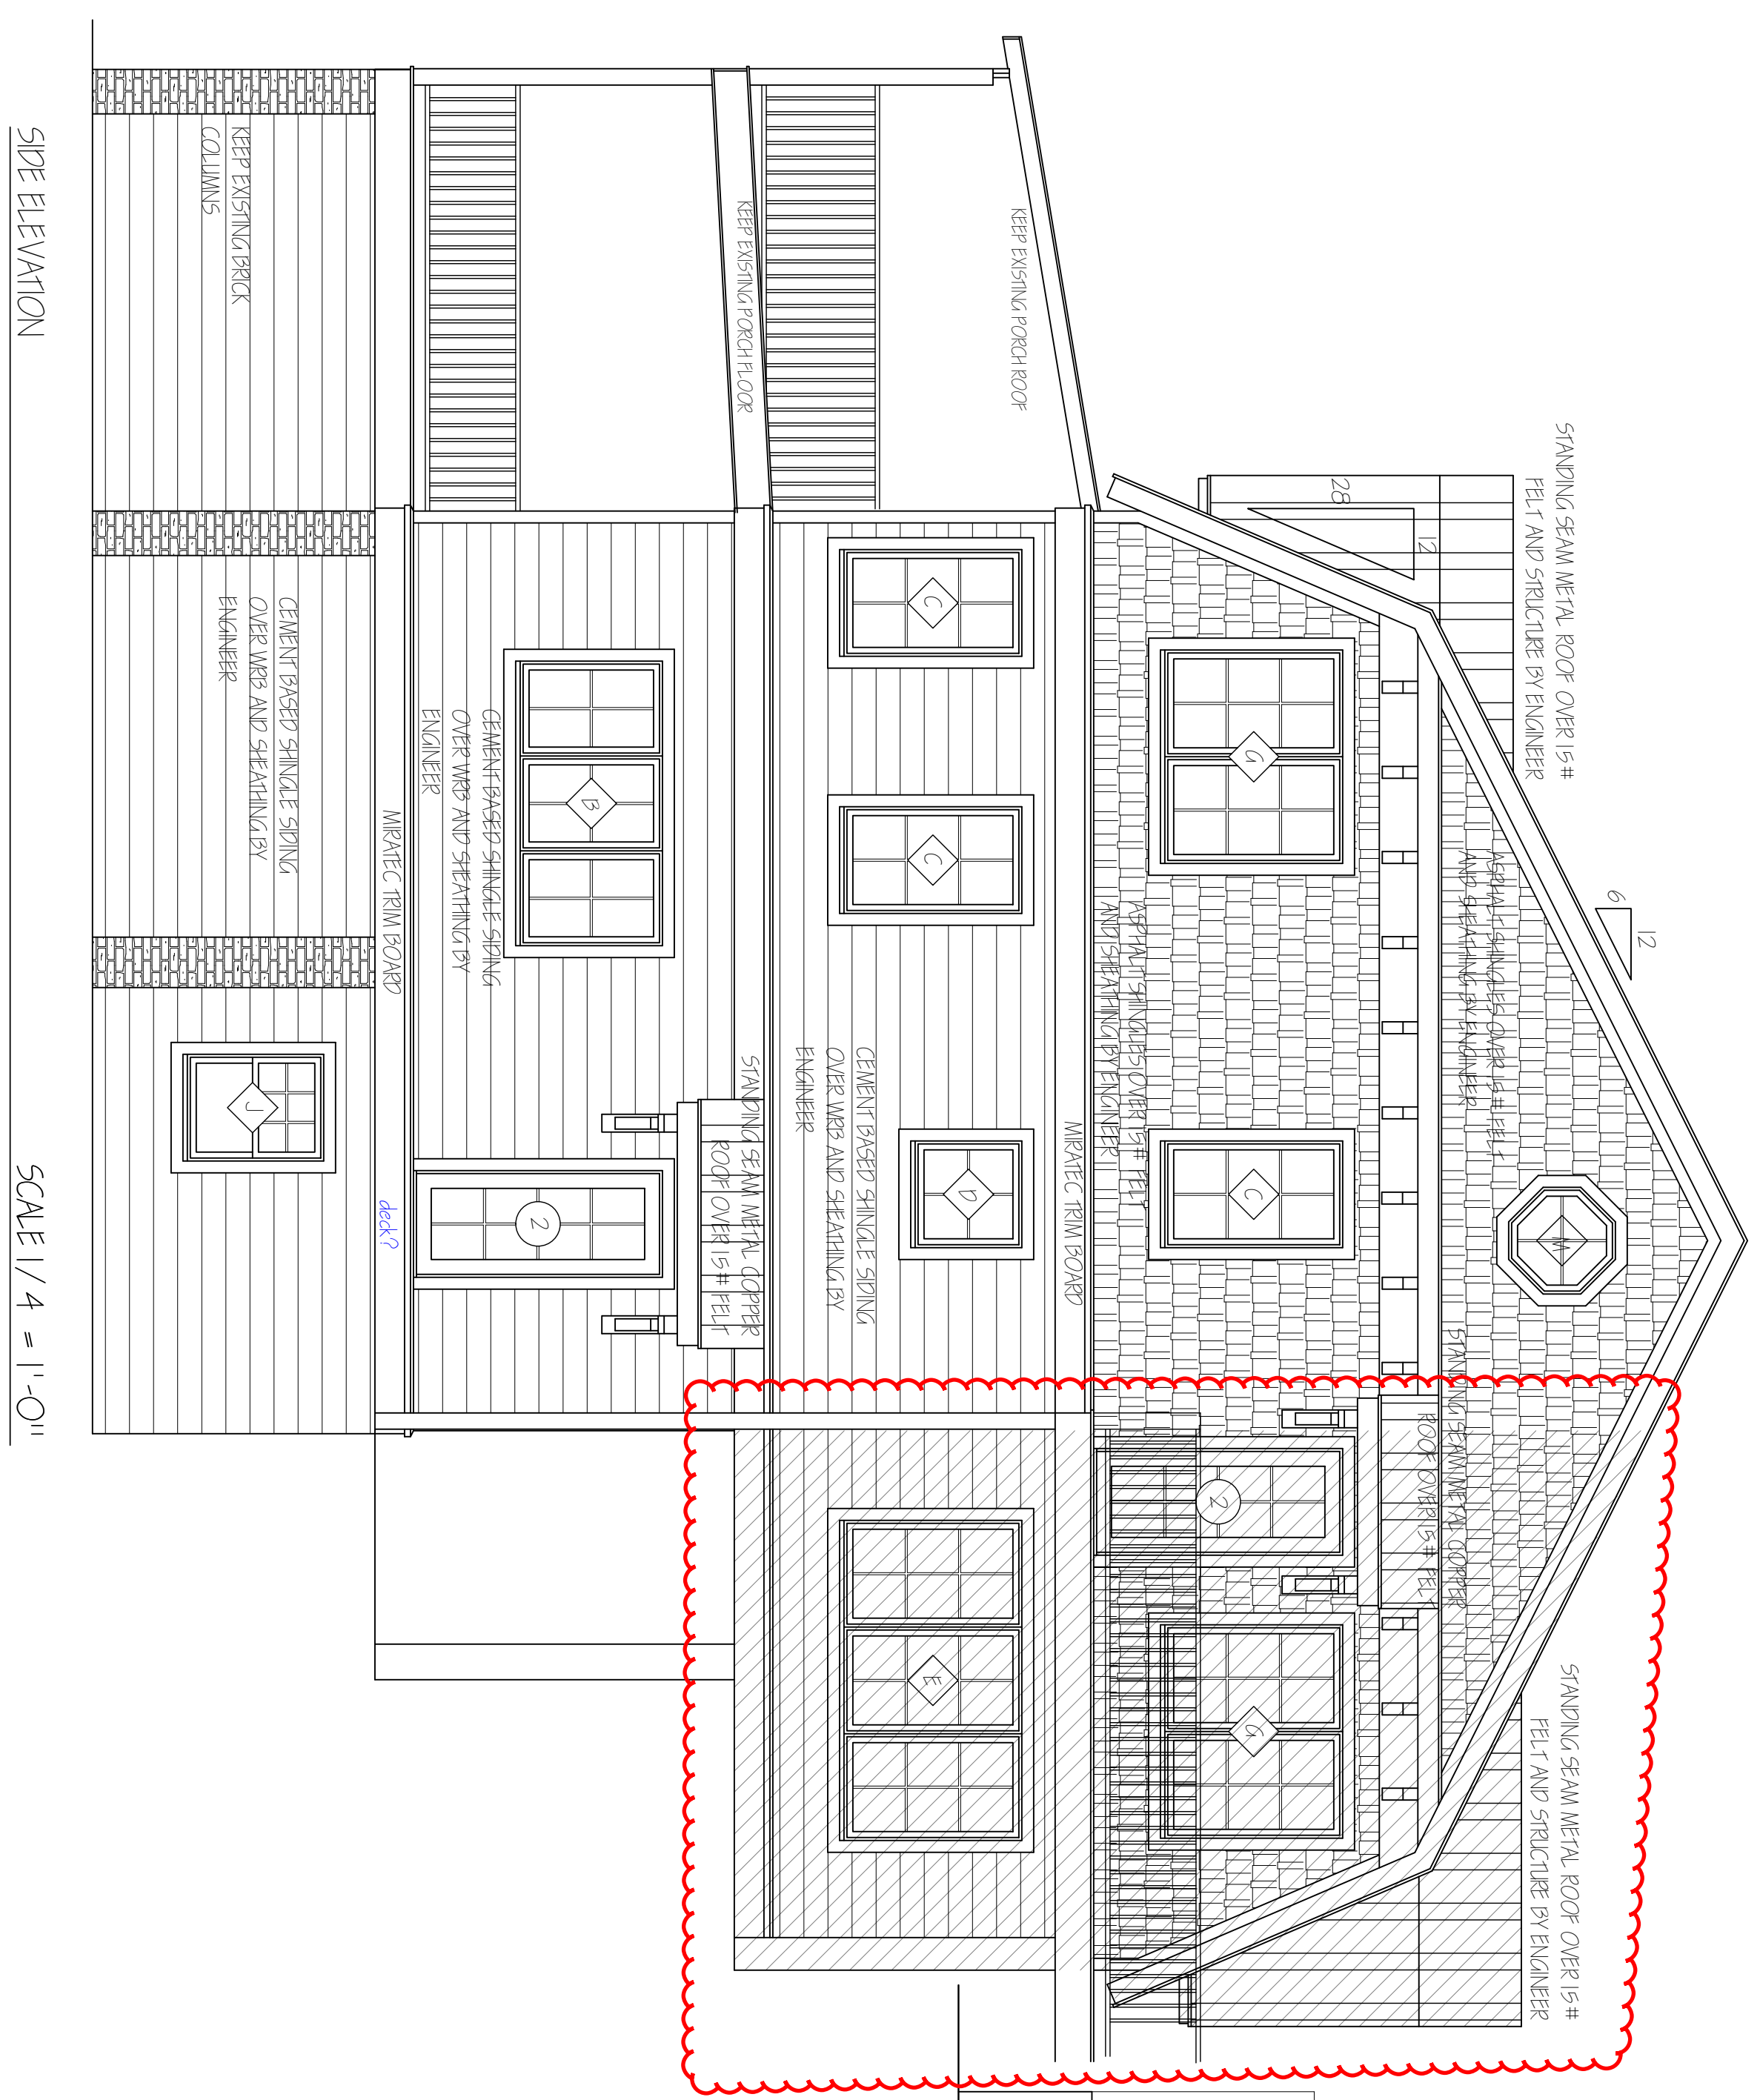 STANDING SEAM METAL ROOF OVER 15#
FELT AND STRUCTURE BY ENGINEER
28
12
6
12
ASPHALT SHINGLES OVER 15# FELT
AND SHEATHING BY ENGINEER
M
STANDING SEAM METAL ROOF OVER 15#
FELT AND STRUCTURE BY ENGINEER
STANDING SEAM METAL COPPER
ROOF OVER 15# FELT
G
C
2
G
ASPHALT SHINGLES OVER 15# FELT
AND SHEATHING BY ENGINEER
KEEP EXISTING PORCH ROOF
MIRATEC TRIM BOARD
C
C
D
E
CEMENT BASED SHINGLE SIDING
OVER WRB AND SHEATHING BY
ENGINEER
KEEP EXISTING PORCH FLOOR
STANDING SEAM METAL COPPER
ROOF OVER 15# FELT
B
2
CEMENT BASED SHINGLE SIDING
OVER WRB AND SHEATHING BY
ENGINEER
MIRATEC TRIM BOARD
deck?
CEMENT BASED SHINGLE SIDING
OVER WRB AND SHEATHING BY
ENGINEER
J
KEEP EXISTING BRICK
COLUMNS
SIDE ELEVATION
SCALE 1/4 = 1'-0"